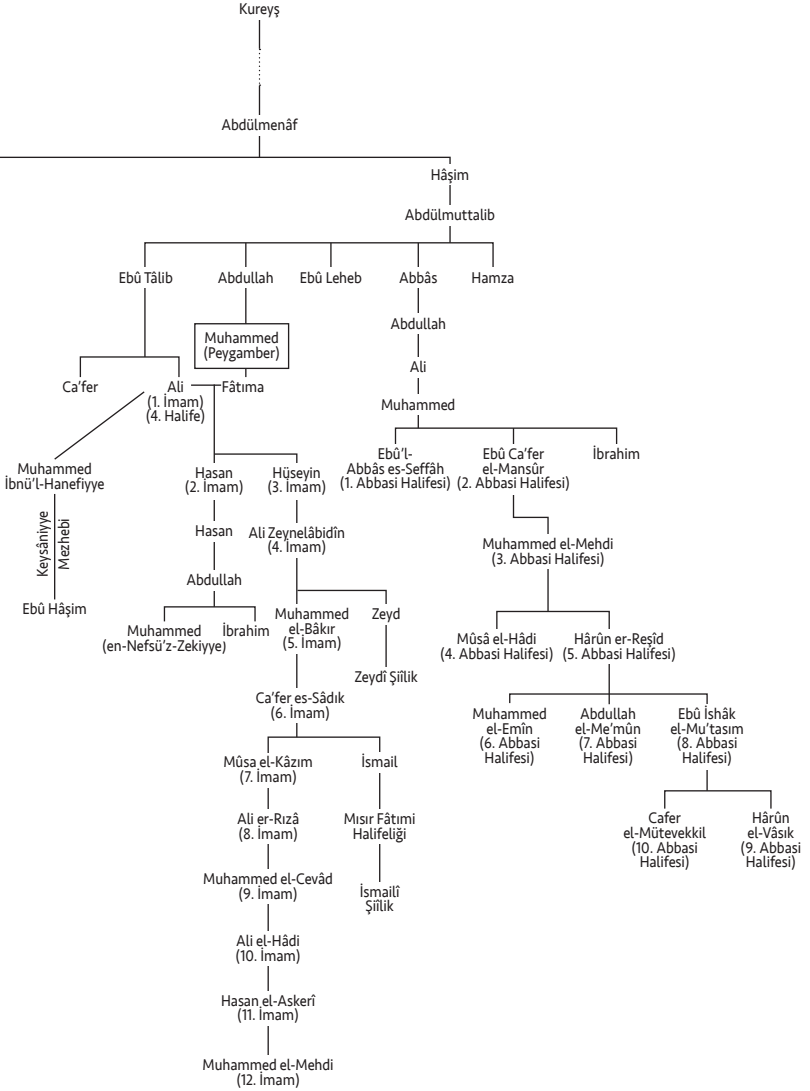 Kureyş
Abdülmenâf
Hâşim
Abdülmuttalib
Ebû Tâlib
Abdullah
Ebû Leheb
Abbâs
Hamza
Abdullah
Muhammed
(Peygamber)
Ali
Ca'fer
Ali
(1. İmam)
(4. Halife)
Fâtıma
Muhammed
Muhammed
İbnü'l-Hanefiyye
Hasan
(2. İmam)
Hüseyin
(3. İmam)
Ebû'l-
Abbâs es-Seffâh
(1. Abbasi Halifesi)
Ebû Ca'fer
el-Mansûr
(2. Abbasi Halifesi)
İbrahim
Keysâniyye
Mezhebi
Hasan
Ali Zeynelâbidîn
(4. İmam)
Muhammed el-Mehdi
(3. Abbasi Halifesi)
Abdullah
Ebû Hâşim
Muhammed
(en-Nefsü'z-Zekiyye)
İbrahim
Muhammed
el-Bâkır
(5. İmam)
Zeyd
Mûsâ el-Hâdi
(4. Abbasi Halifesi)
Hârûn er-Reşîd
(5. Abbasi Halifesi)
Zeydî Şiîlik
Ca'fer es-Sâdık
(6. İmam)
Muhammed
el-Emîn
(6. Abbasi
Halifesi)
Abdullah
el-Me'mûn
(7. Abbasi
Halifesi)
Ebû İshâk
el-Mu'tasım
(8. Abbasi
Halifesi)
Mûsa el-Kâzım
(7. İmam)
İsmail
Ali er-Rızâ
(8. İmam)
Mısır Fâtımi
Halifeliği
Cafer
el-Mütevekkil
(10. Abbasi
Halifesi)
Hârûn
el-Vâsık
(9. Abbasi
Halifesi)
Muhammed el-Cevâd
(9. İmam)
İsmailî
Şiîlik
Ali el-Hâdi
(10. İmam)
Hasan el-Askerî
(11. İmam)
Muhammed el-Mehdi
(12. İmam)